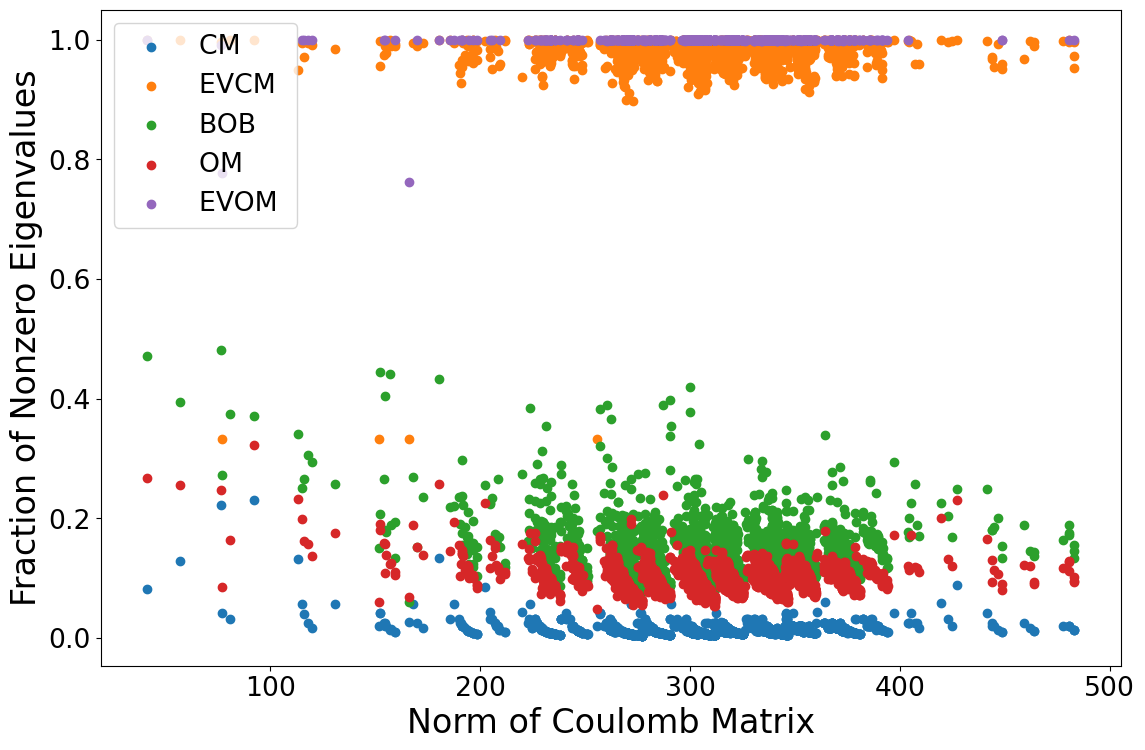 CM
EVCM
BOB
OM
EVOM
1.0
0.8
0.6
0.4
0.2
0.0
Fraction of Nonzero Eigenvalues
100
200
300
400
500
Norm of Coulomb Matrix